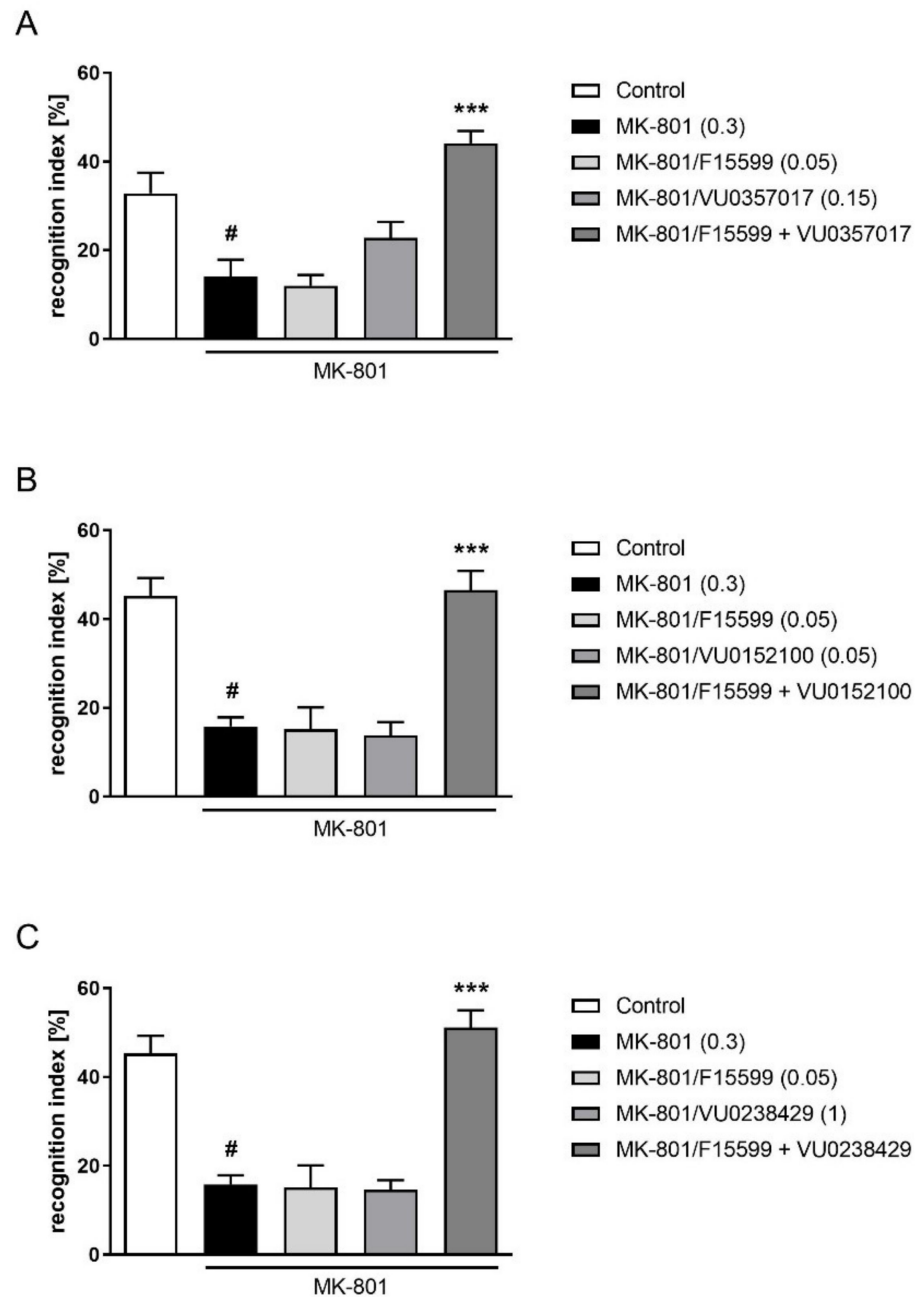 A
recognition index [%]
60
40
20
0
#
***
MK-801
Control
MK-801 (0.3)
MK-801/F15599 (0.05)
MK-801/VU0357017 (0.15)
MK-801/F15599 + VU0357017
B
recognition index [%]
60
40
20
0
#
***
MK-801
Control
MK-801 (0.3)
MK-801/F15599 (0.05)
MK-801/VU0152100 (0.05)
MK-801/F15599 + VU0152100
C
recognition index [%]
60
40
20
0
#
***
MK-801
Control
MK-801 (0.3)
MK-801/F15599 (0.05)
MK-801/VU0238429 (1)
MK-801/F15599 + VU0238429